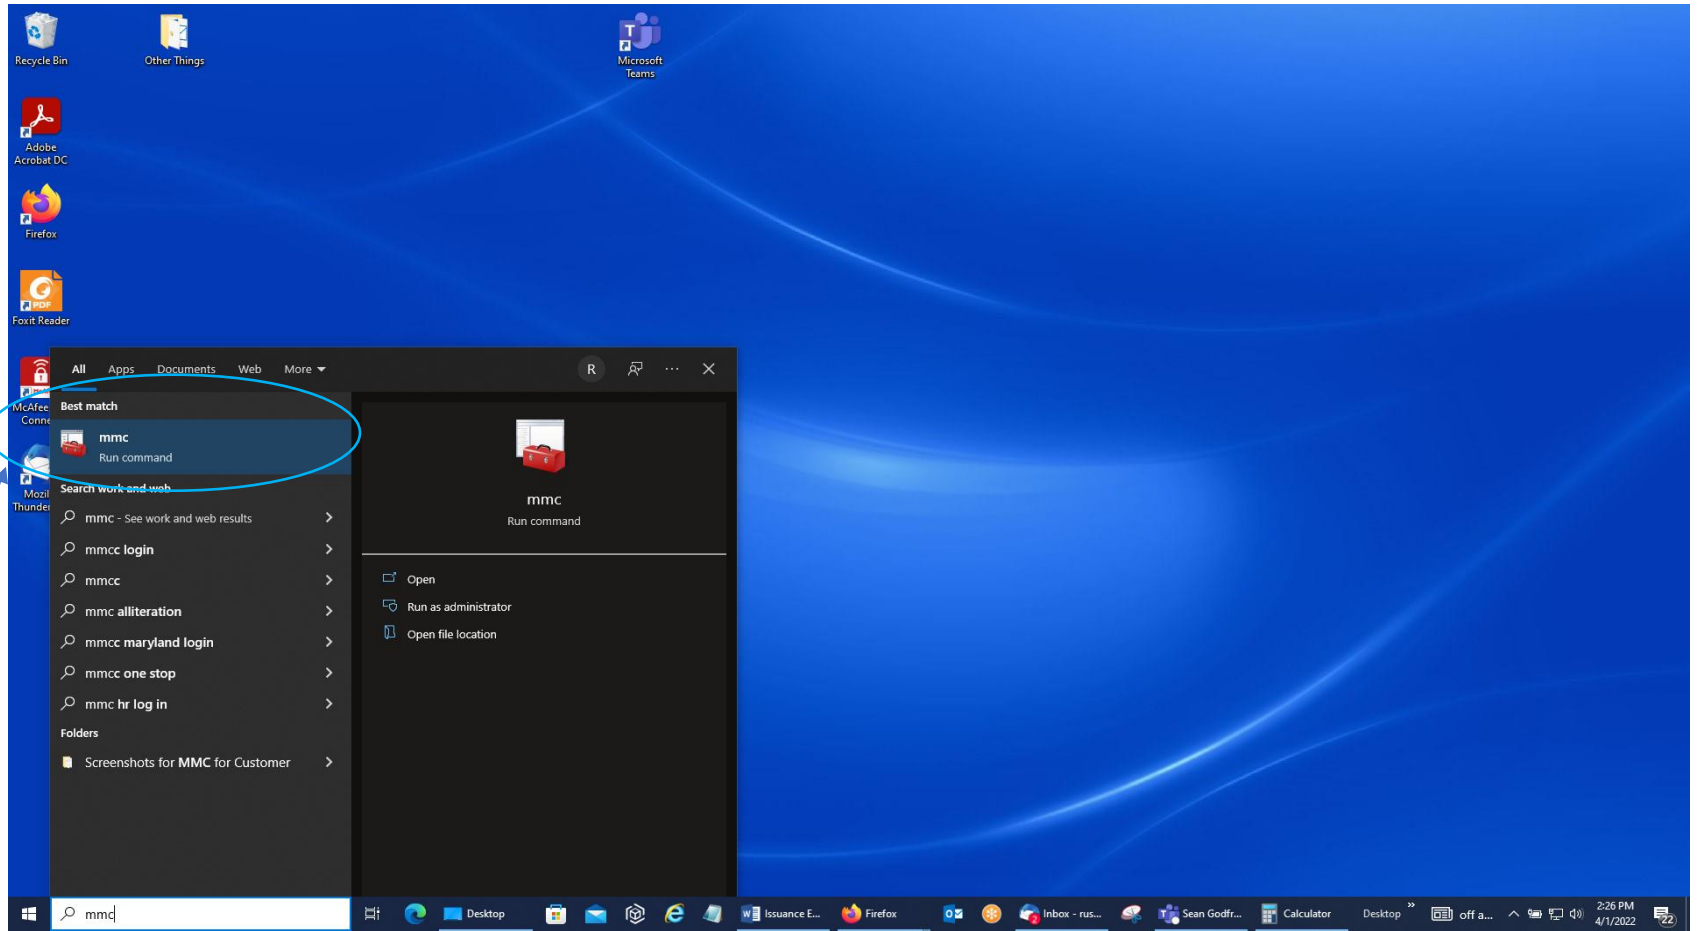 Recycle Bin
Other Things
Microsoft
Teams
Adobe
Acrobat DC
Firefox
PDF
Foxit Reader
All Apps Documents Web More
R
McAfee
Conne
Best match
mmc
Run command
Mozil
Thunde
Search work and web
mmc - See work and web results
mmcc login
mmcc
mmc alliteration
mmcc maryland login
mmcc one stop
mmc hr log in
Folders
Screenshots for MMC for Customer
mmc
Run command
Open
Run as administrator
Open file location
mmc
Desktop
Issuance E...
Firefox
Inbox - rus...
Sean Godfr...
Calculator
Desktop
off a...
2:26 PM
4/1/2022
22